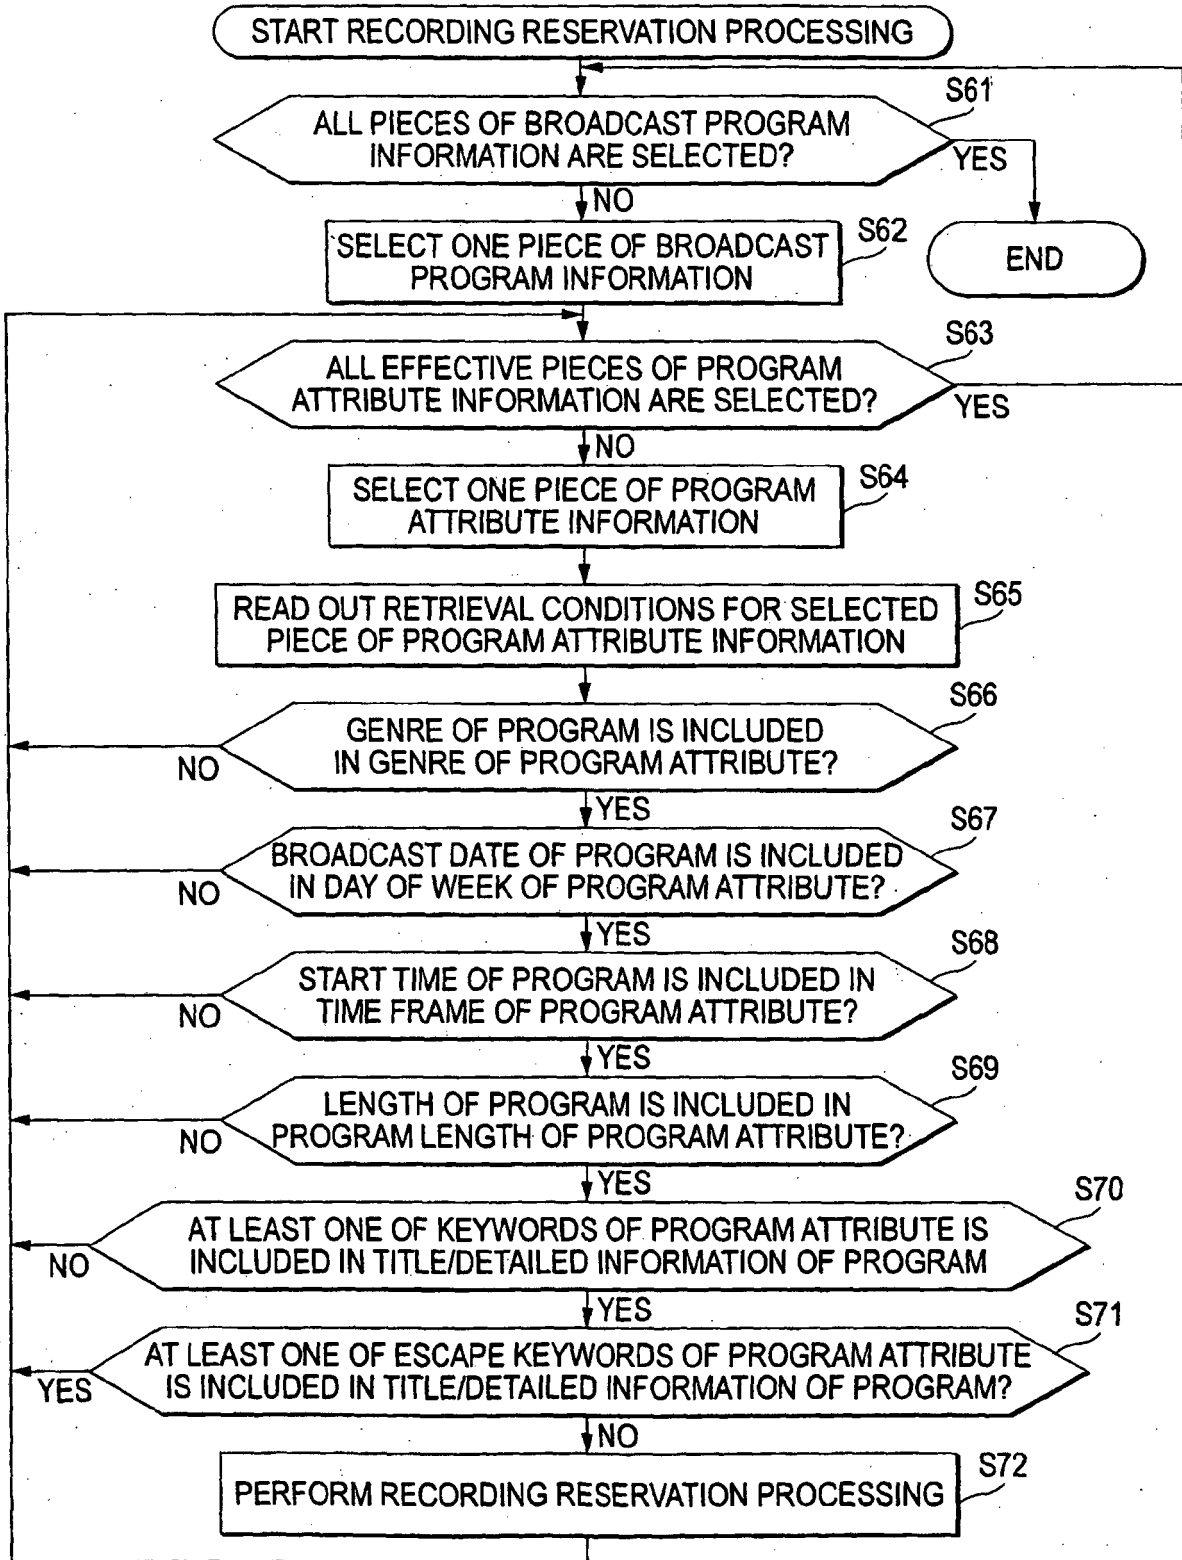 START RECORDING RESERVATION PROCESSING
S61
ALL PIECES OF BROADCAST PROGRAM
INFORMATION ARE SELECTED?
YES
NO
S62
SELECT ONE PIECE OF BROADCAST
PROGRAM INFORMATION
END
S63
ALL EFFECTIVE PIECES OF PROGRAM
ATTRIBUTE INFORMATION ARE SELECTED?
YES
NO
S64
SELECT ONE PIECE OF PROGRAM
ATTRIBUTE INFORMATION
S65
READ OUT RETRIEVAL CONDITIONS FOR SELECTED
PIECE OF PROGRAM ATTRIBUTE INFORMATION
S66
GENRE OF PROGRAM IS INCLUDED
IN GENRE OF PROGRAM ATTRIBUTE?
NO
YES
S67
BROADCAST DATE OF PROGRAM IS INCLUDED
IN DAY OF WEEK OF PROGRAM ATTRIBUTE?
NO
YES
S68
START TIME OF PROGRAM IS INCLUDED IN
TIME FRAME OF PROGRAM ATTRIBUTE?
NO
YES
S69
LENGTH OF PROGRAM IS INCLUDED IN
PROGRAM LENGTH OF PROGRAM ATTRIBUTE?
NO
YES
S70
AT LEAST ONE OF KEYWORDS OF PROGRAM ATTRIBUTE IS
INCLUDED IN TITLE/DETAILED INFORMATION OF PROGRAM
NO
YES
S71
AT LEAST ONE OF ESCAPE KEYWORDS OF PROGRAM ATTRIBUTE
IS INCLUDED IN TITLE/DETAILED INFORMATION OF PROGRAM?
YES
NO
S72
PERFORM RECORDING RESERVATION PROCESSING